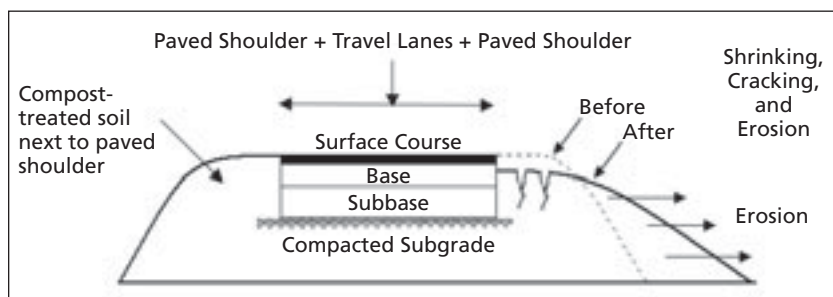 Paved Shoulder + Travel Lanes + Paved Shoulder
Shrinking,
Cracking,
and
Erosion
Compost-
treated soil
next to paved
shoulder
Before
After
Surface Course
Base
Subbase
Compacted Subgrade
Erosion